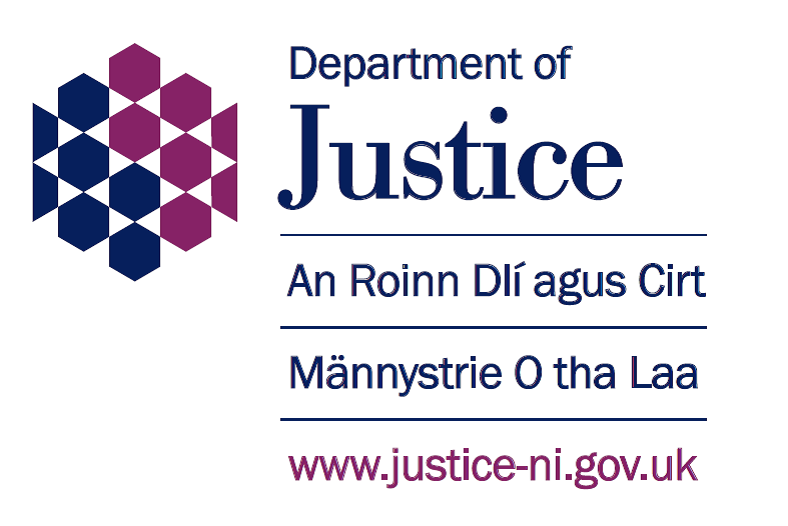 Department of
Justice
An Roinn Dlí agus Cirt
Männystrie O tha Laa
www.justice-ni.gov.uk